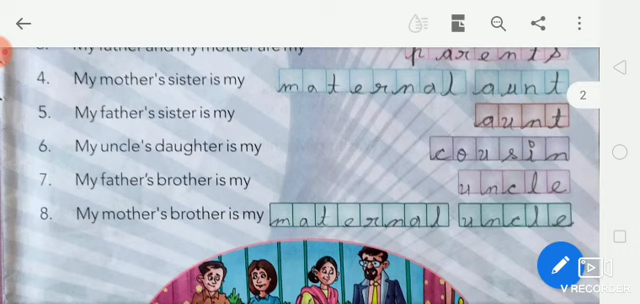 3. My father and my mother are my parents
4. My mother's sister is my maternal aunt
2
5. My father's sister is my aunt
6. My uncle's daughter is my cousin
7. My father's brother is my uncle
8. My mother's brother is my maternal uncle
V RECORDER